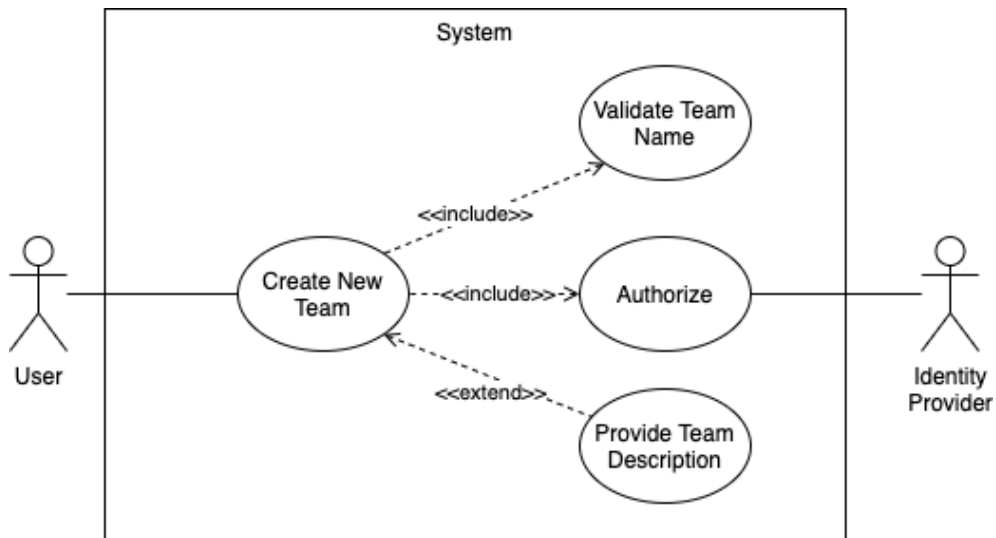 System
Validate Team
Name
<<include>>
Create New
Team
<<include>>
Authorize
User
Identity
Provider
<<extend>>
Provide Team
Description